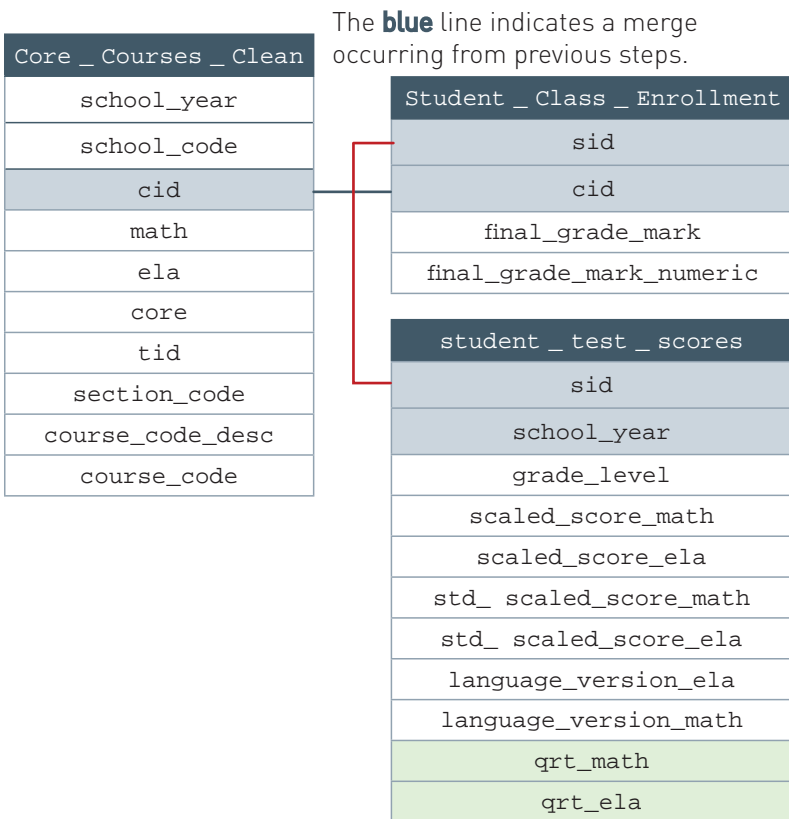 The blue line indicates a merge
occurring from previous steps.
Core _ Courses _ Clean
school_year
school_code
cid
math
ela
core
tid
section_code
course_code_desc
course_code
Student _ Class _ Enrollment
sid
cid
final_grade_mark
final_grade_mark_numeric
student _ test _ scores
sid
school_year
grade_level
scaled_score_math
scaled_score_ela
std_ scaled_score_math
std_ scaled_score_ela
language_version_ela
language_version_math
qrt_math
qrt_ela